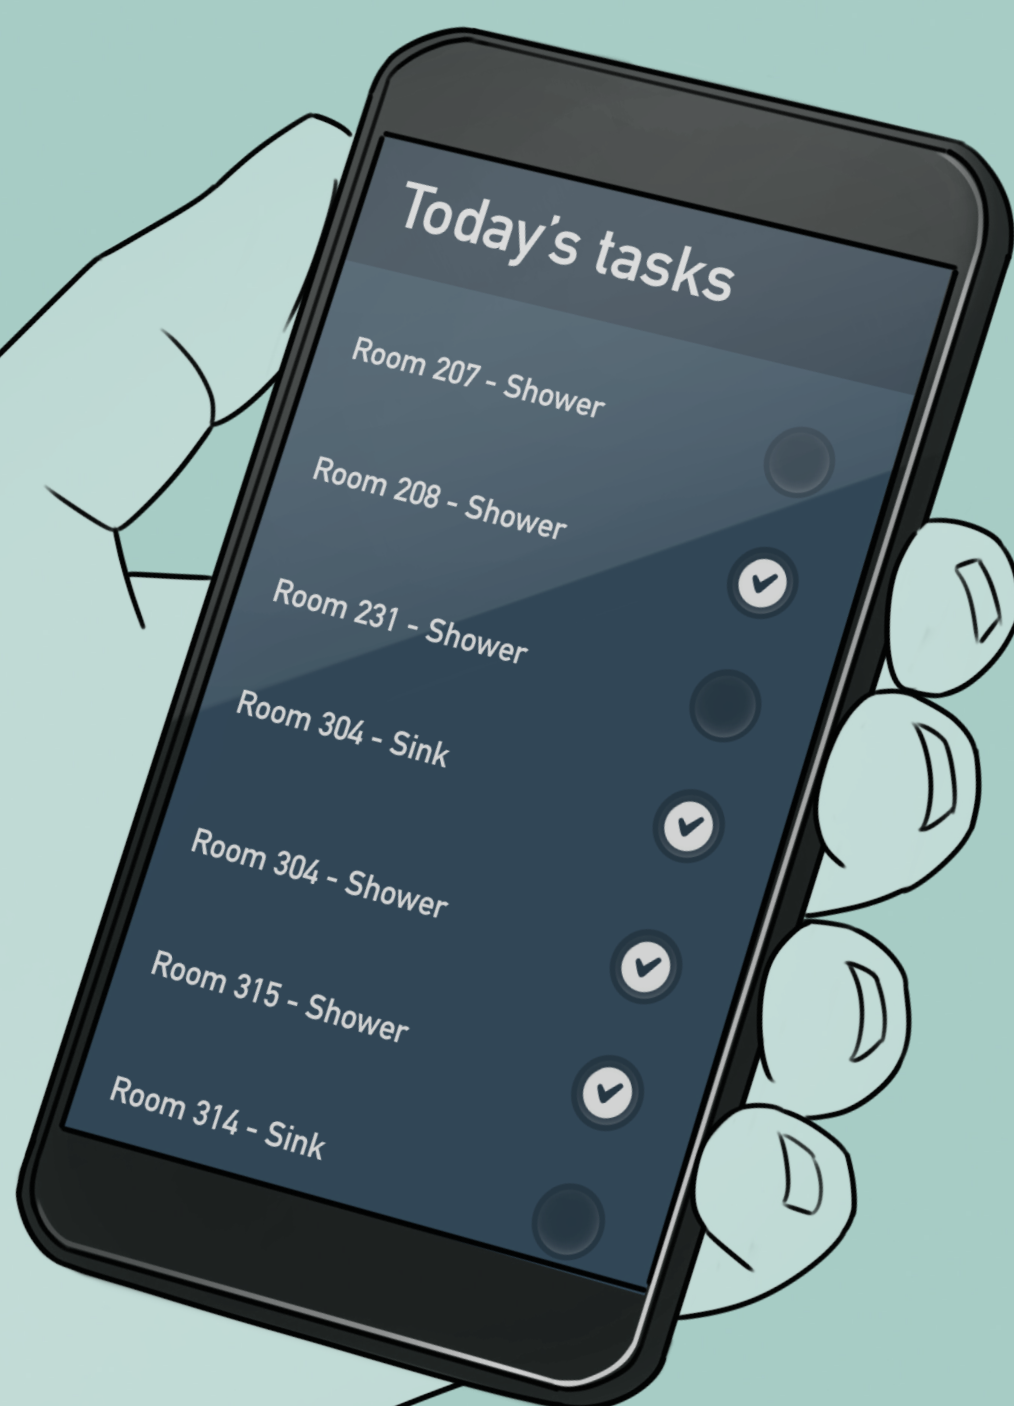 Today's tasks
Room 207 - Shower
Room 208 - Shower
Room 231 - Shower
Room 304 - Sink
Room 304 - Shower
Room 315 - Shower
Room 314 - Sink